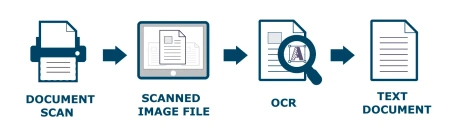 DOCUMENT
SCAN
SCANNED
IMAGE FILE
OCR
TEXT
DOCUMENT
A